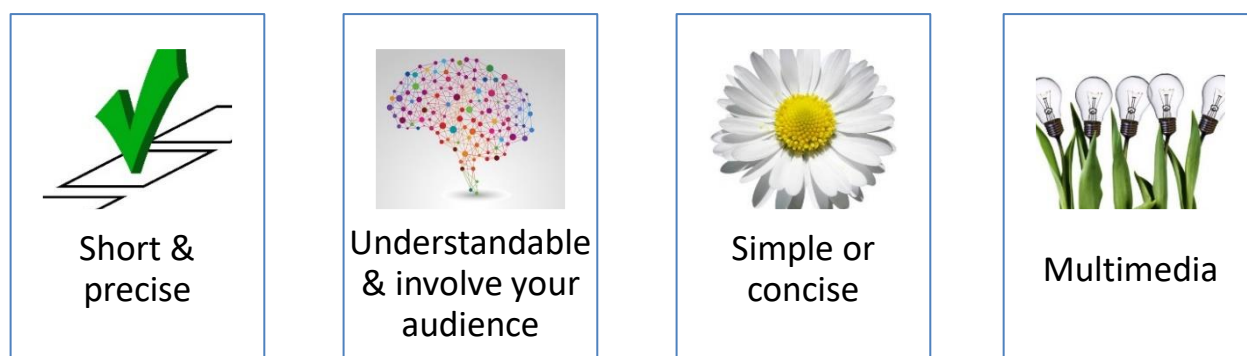 Short &
precise
Understandable
& involve your
audience
Simple or
concise
Multimedia